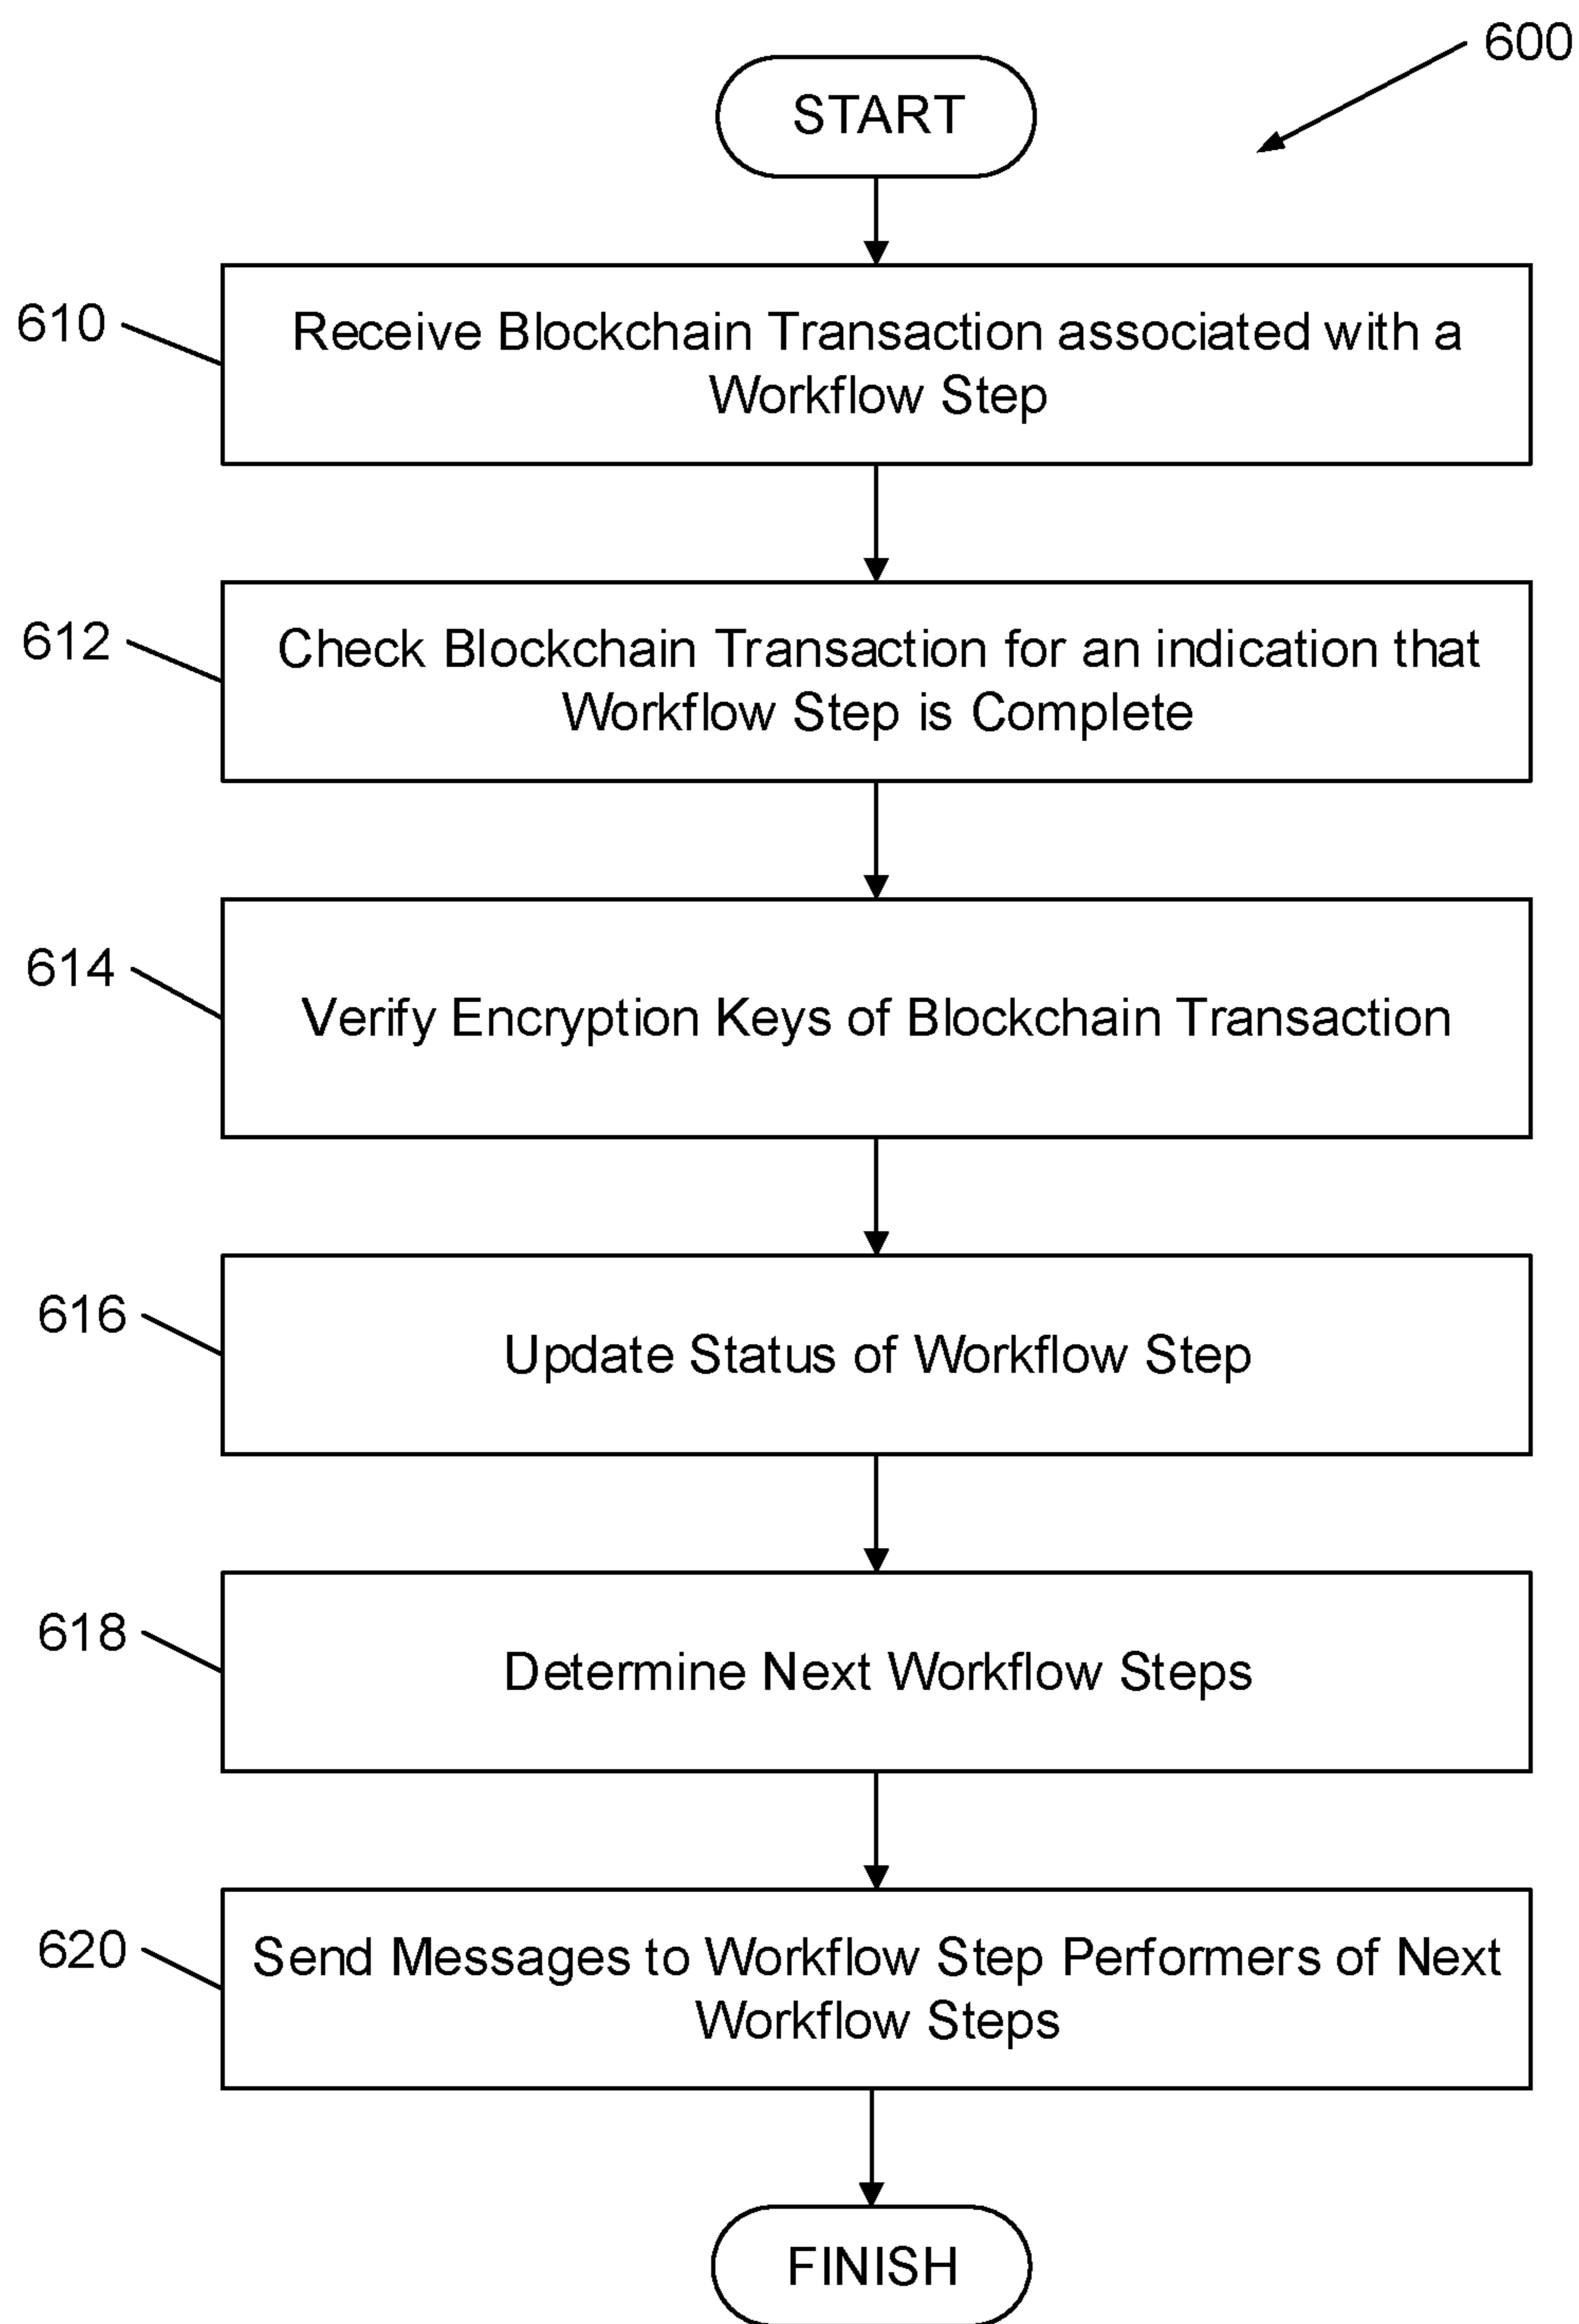 600
START
610
Receive Blockchain Transaction associated with a
Workflow Step
612
Check Blockchain Transaction for an indication that
Workflow Step is Complete
614
Verify Encryption Keys of Blockchain Transaction
616
Update Status of Workflow Step
618
Determine Next Workflow Steps
620
Send Messages to Workflow Step Performers of Next
Workflow Steps
FINISH